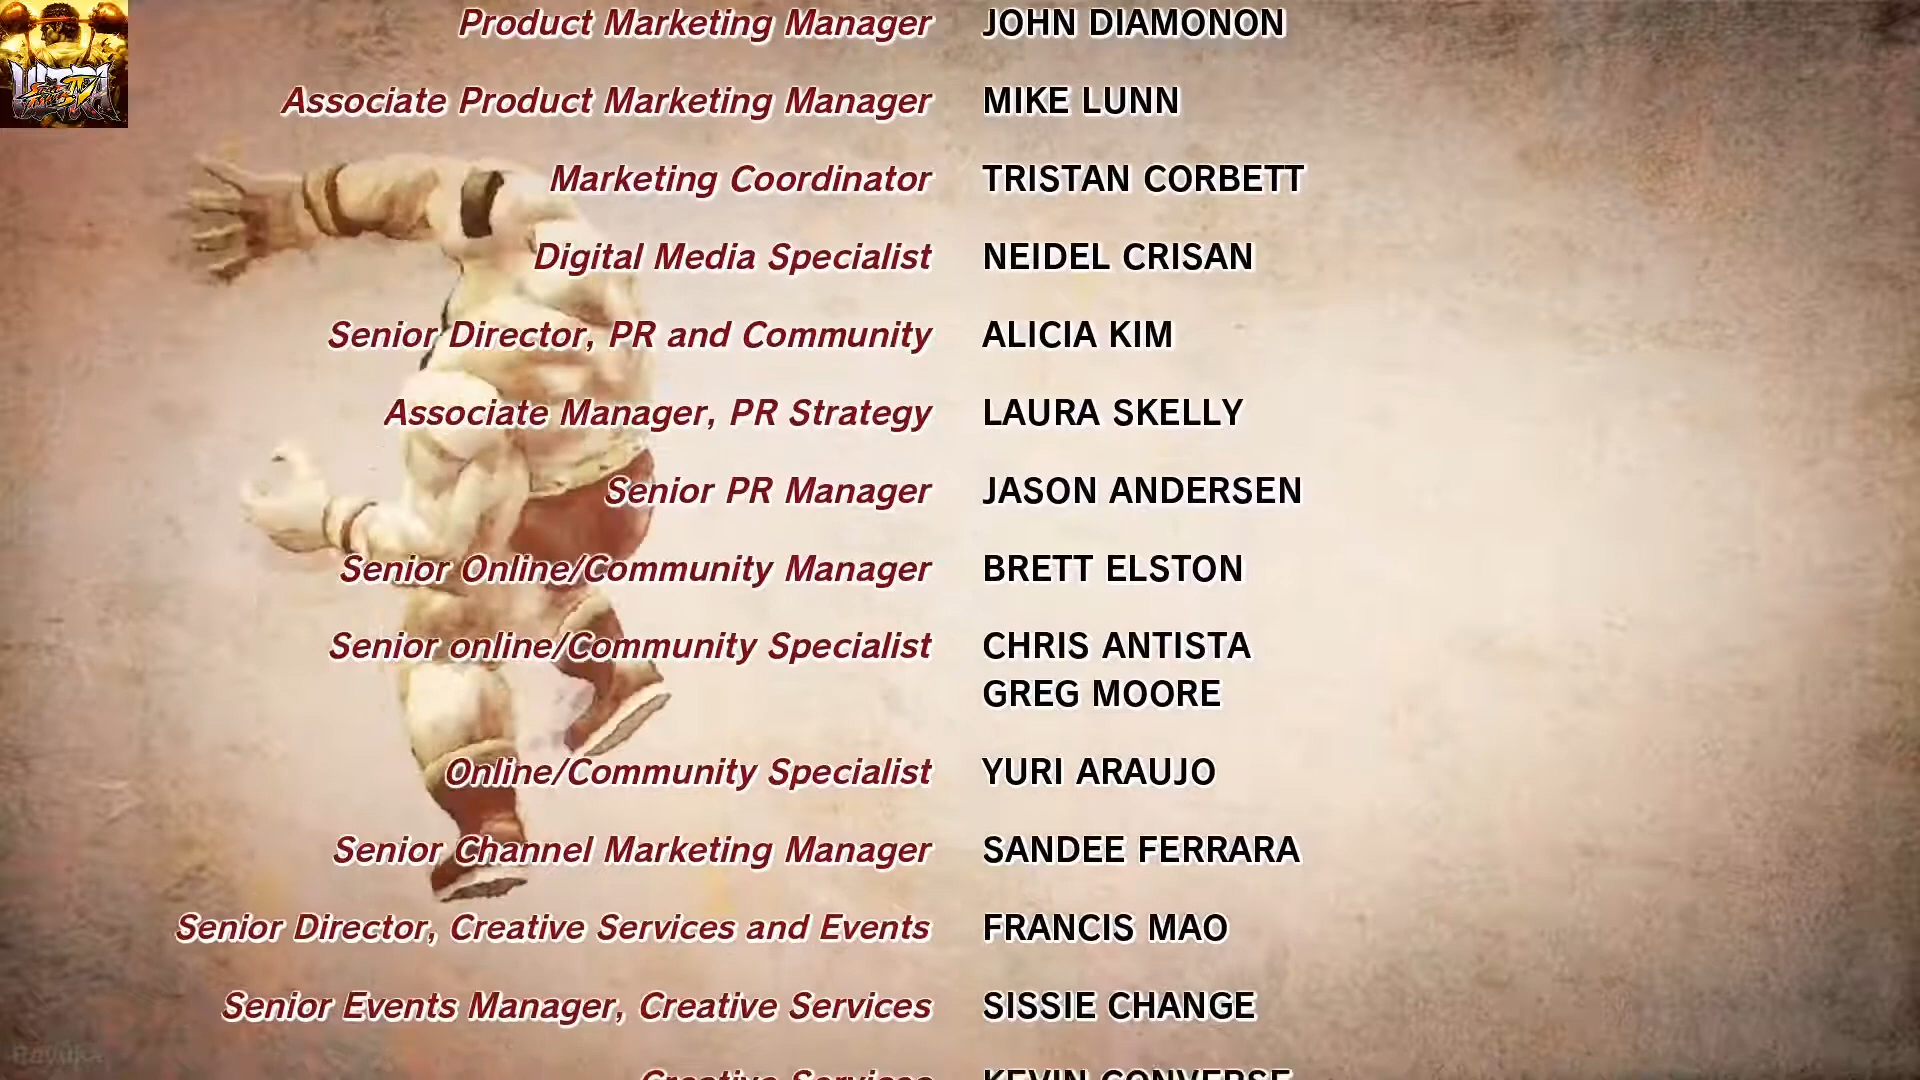 Product Marketing Manager JOHN DIAMONON
Associate Product Marketing Manager MIKE LUNN
Marketing Coordinator TRISTAN CORBETT
Digital Media Specialist NEIDEL CRISAN
Senior Director, PR and Community ALICIA KIM
Associate Manager, PR Strategy LAURA SKELLY
Senior PR Manager JASON ANDERSEN
Senior Online/Community Manager BRETT ELSTON
Senior online/Community Specialist CHRIS ANTISTA
GREG MOORE
Online/Community Specialist YURI ARAUJO
Senior Channel Marketing Manager SANDEE FERRARA
Senior Director, Creative Services and Events FRANCIS MAO
Senior Events Manager, Creative Services SISSIE CHANGE
Creative Services KEVIN CONVERSE